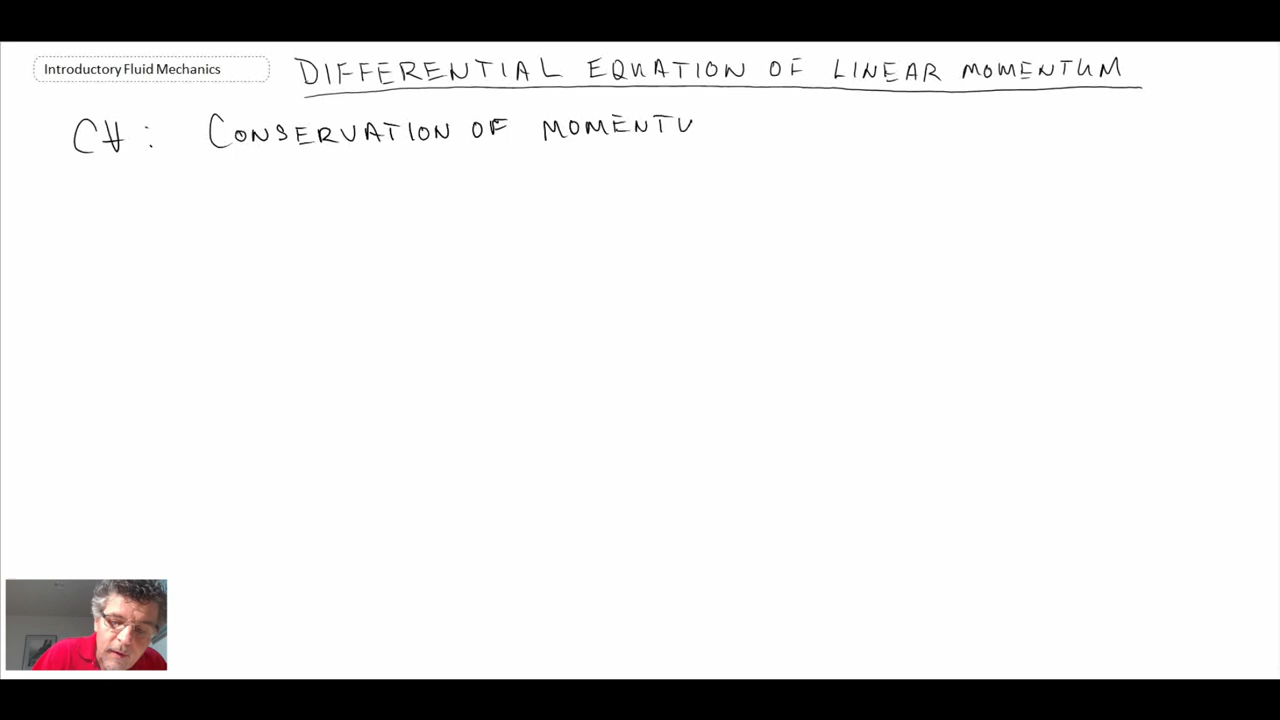 Introductory Fluid Mechanics
DIFFERENTIAL EQUATION OF LINEAR MOMENTUM
CV: CONSERVATION OF MOMENTU